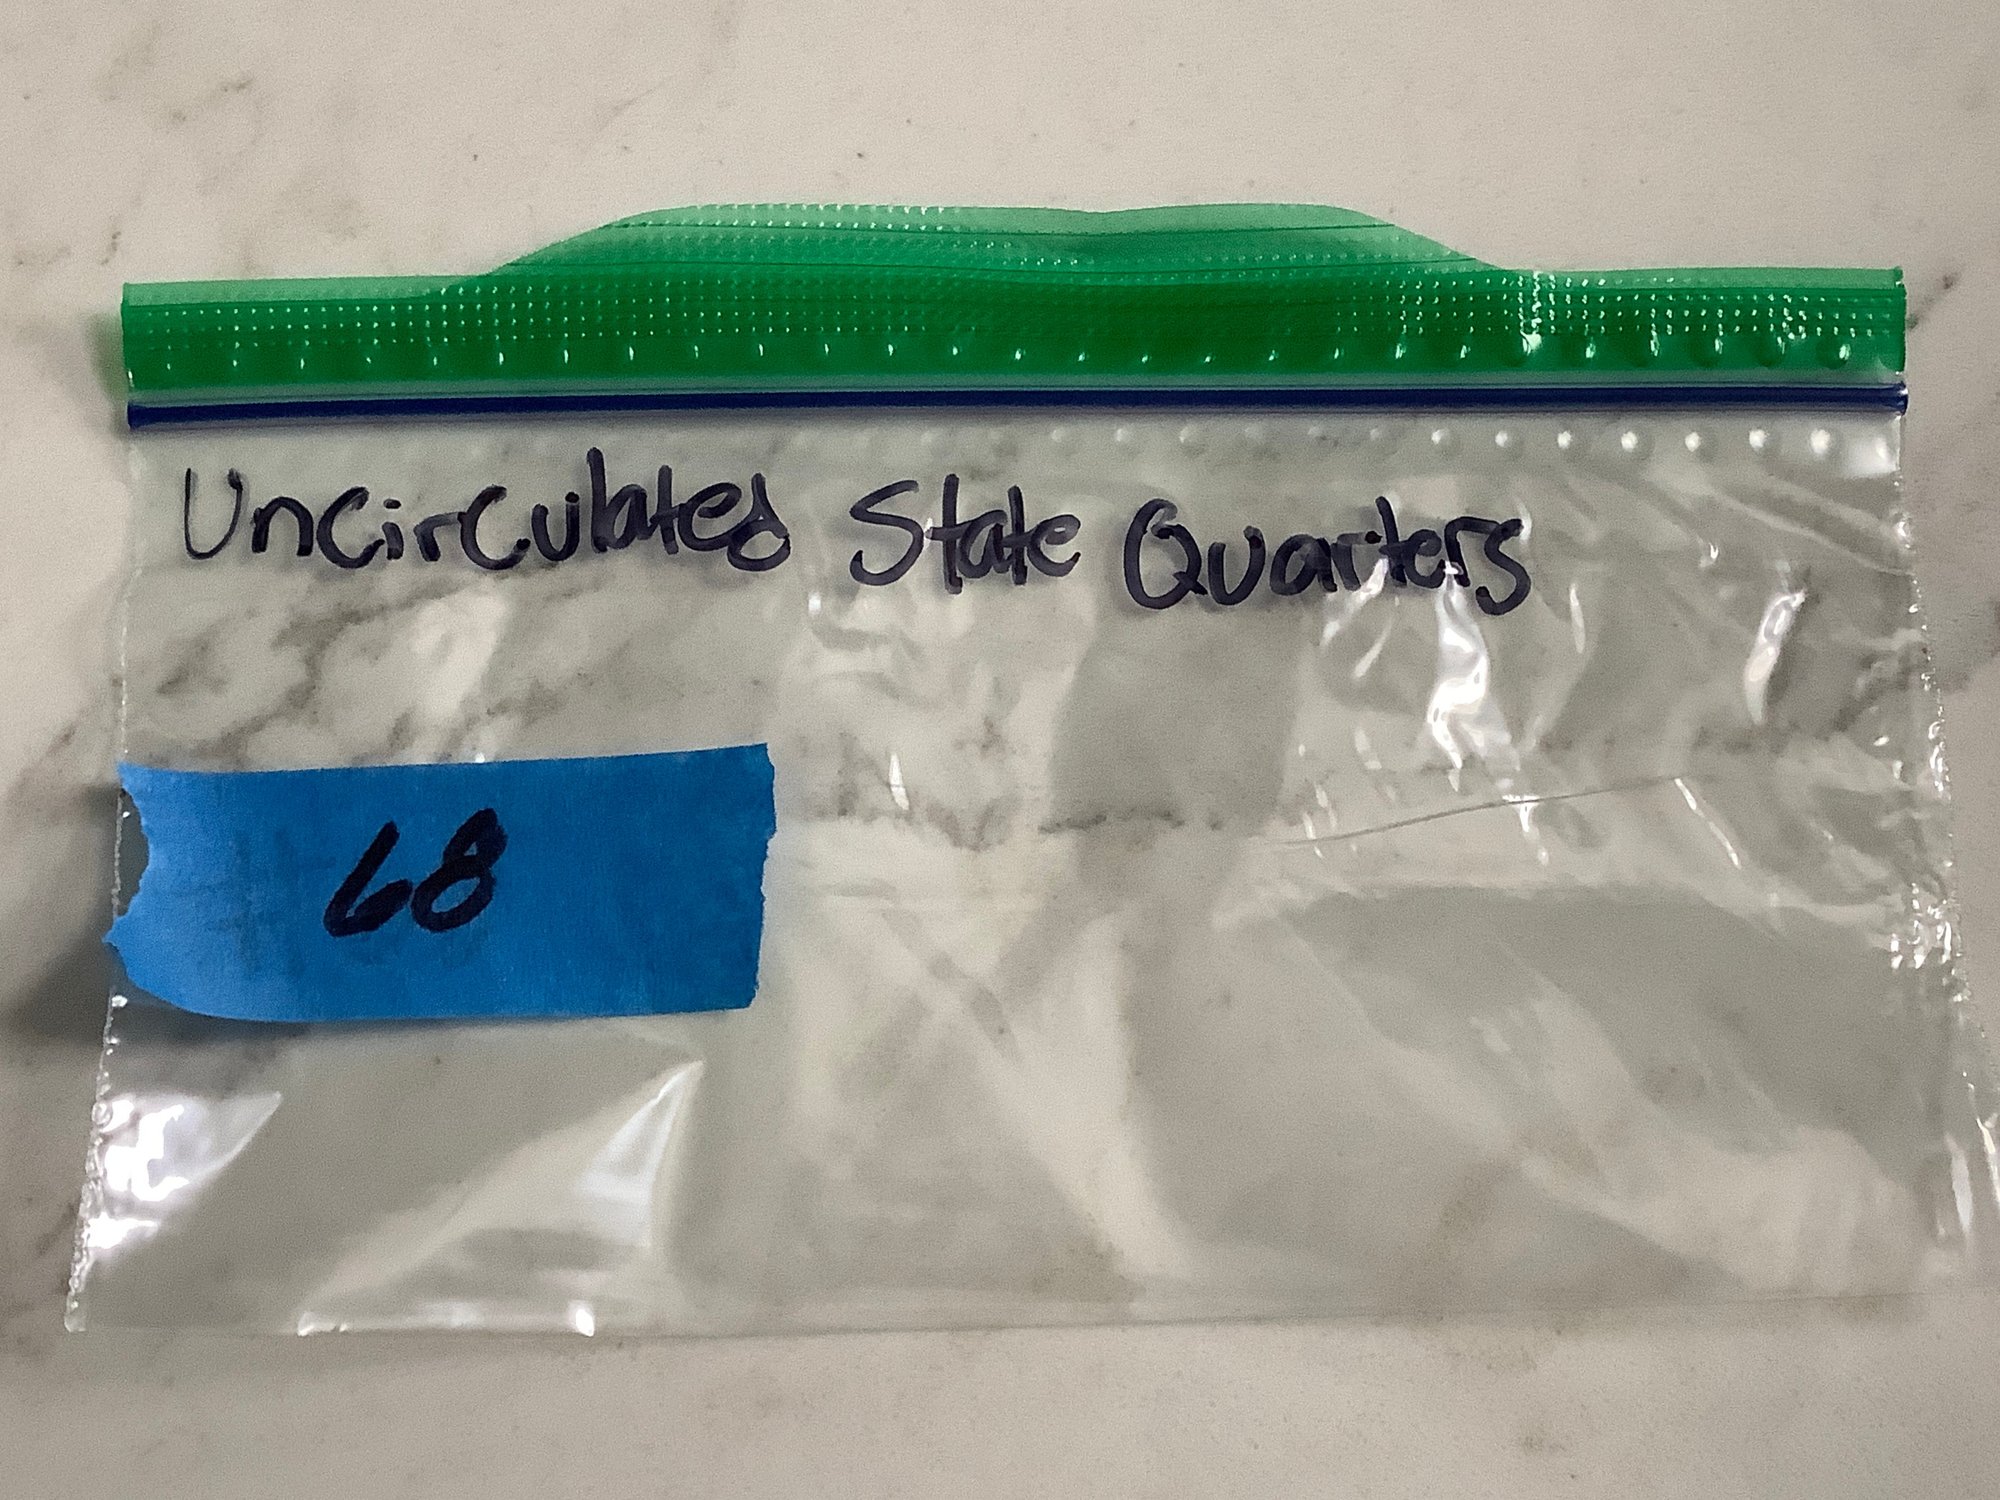 Uncirculated State Quarters
68